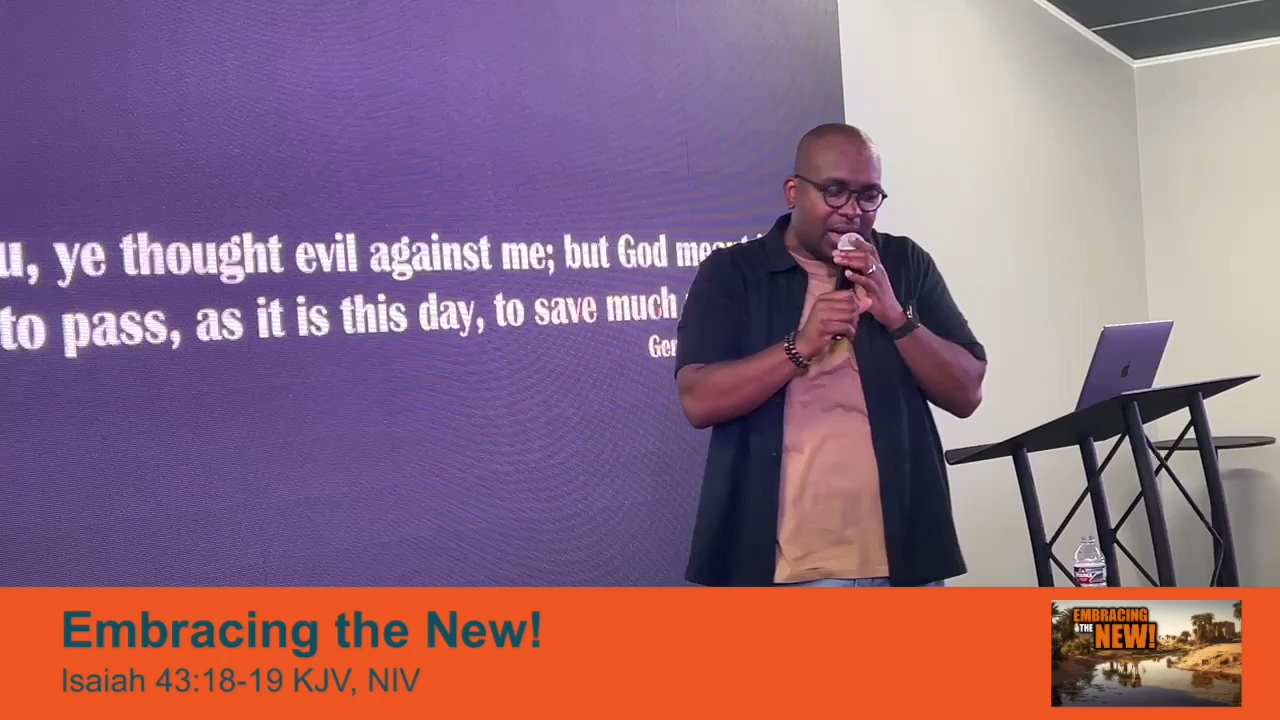 u, ye thought evil against me; but God meant
to pass, as it is this day, to save much
Embracing the New!
Isaiah 43:18-19 KJV, NIV
EMBRACING
THE NEW!